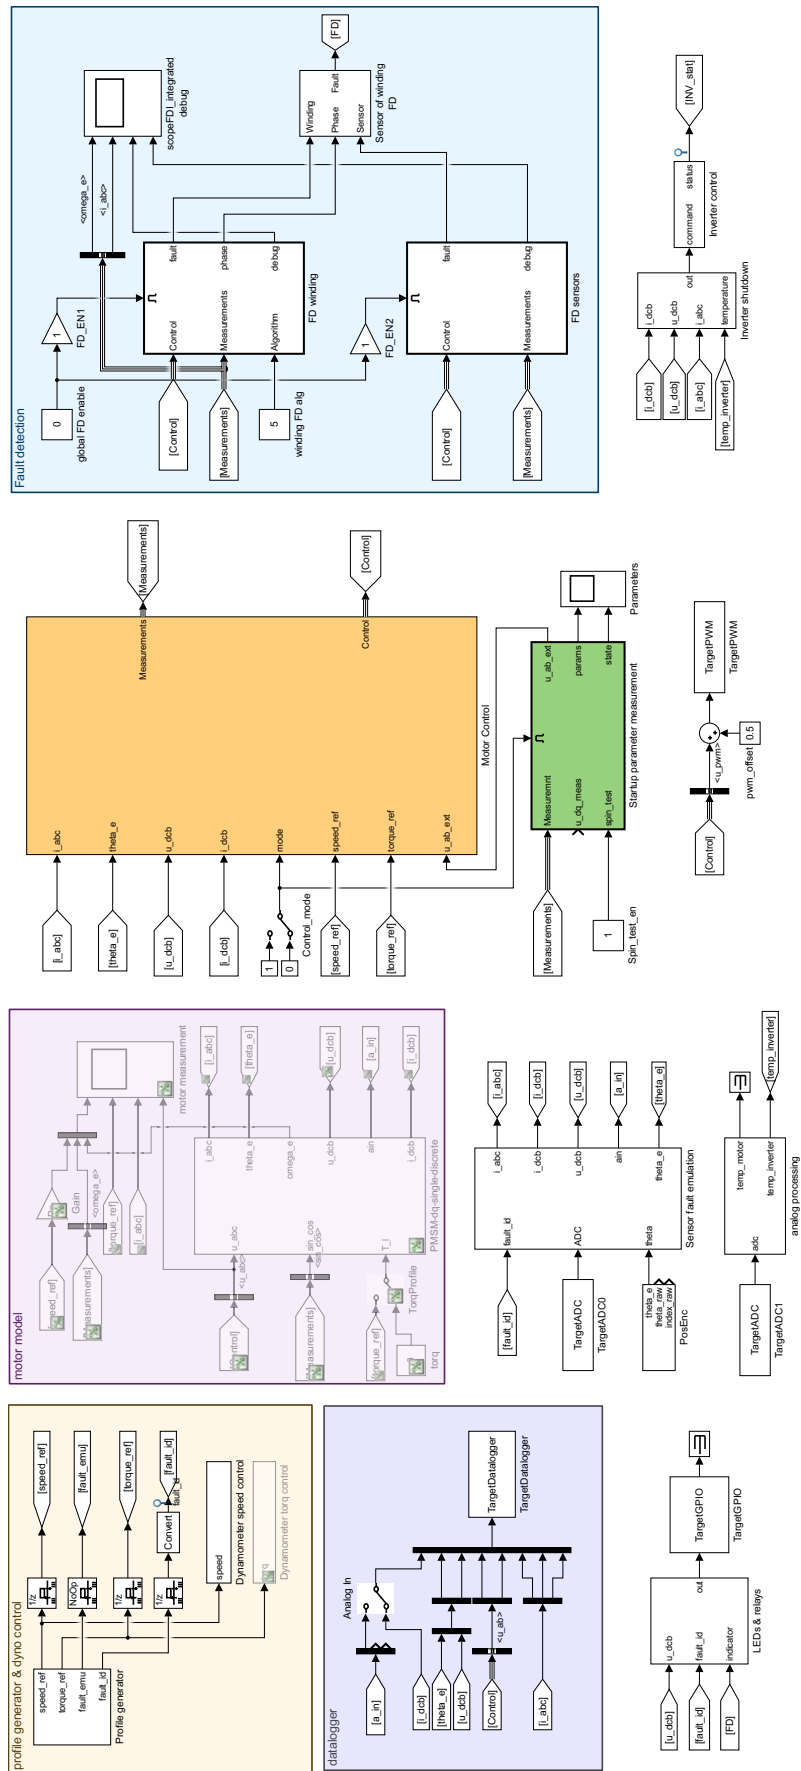 profile generator & dyno control
speed_ref
torque_ref
fault_emu
fault_id
Profile generator
1/z
NoOp
1/z
1/z
Convert
[speed_ref]
[fault_emu]
[torque_ref]
[fault_id]
speed
Dynamometer speed control
Dynamometer torq control
datalogger
[a_in]
[i_dcb]
[theta_e]
[u_dcb]
[Control]
[i_abc]
Analog In
<u_ab>
TargetDatalogger
TargetDatalogger
[u_dcb]
[fault_id]
[FD]
u_dcb
fault_id
indicator
out
LEDs & relays
TargetGPIO
TargetGPIO
motor model
Gain
<omega_e>
[i_abc]
motor measurement
<u_abc>
u_abc
sin_cos
<sin_cos>
T_l
TorqProfile
torq
i_abc
theta_e
omega_e
u_dcb
ain
i_dcb
PMSM-dq-single-discrete
[i_abc]
[theta_e]
[u_dcb]
[a_in]
[i_dcb]
[fault_id]
TargetADC
TargetADC0
theta_e
theta_raw
index_raw
PosEnc
fault_id
ADC
theta
i_abc
i_dcb
u_dcb
ain
theta_e
Sensor fault emulation
[i_abc]
[i_dcb]
[u_dcb]
[a_in]
[theta_e]
TargetADC
TargetADC1
adc
temp_motor
temp_inverter
analog processing
[temp_inverter]
[i_abc]
[theta_e]
[u_dcb]
[i_dcb]
1
0
Control_mode
[speed_ref]
[torque_ref]
i_abc
theta_e
u_dcb
i_dcb
mode
speed_ref
torque_ref
u_ab_ext
Measurements
Control
Motor Control
[Measurements]
[Control]
[Measurements]
1
Spin_test_en
Measuremnt
u_dq_meas
spin_test
u_ab_ext
params
state
Startup parameter measurement
Parameters
[Control]
<u_pwm>
0.5
pwm_offset
TargetPWM
TargetPWM
Fault detection
0
global FD enable
1
FD_EN1
[Control]
[Measurements]
5
winding FD alg
Control
Measurements
Algorithm
fault
phase
debug
FD winding
<omega_e>
<i_abc>
scopeFDI_integrated
debug
1
FD_EN2
[Control]
[Measurements]
Control
Measurements
fault
debug
FD sensors
Winding
Phase
Sensor
Fault
Sensor of winding
FD
[FD]
[i_dcb]
[u_dcb]
[i_abc]
[temp_inverter]
i_dcb
u_dcb
i_abc
temperature
out
Inverter shutdown
command
status
Inverter control
[INV_stat]